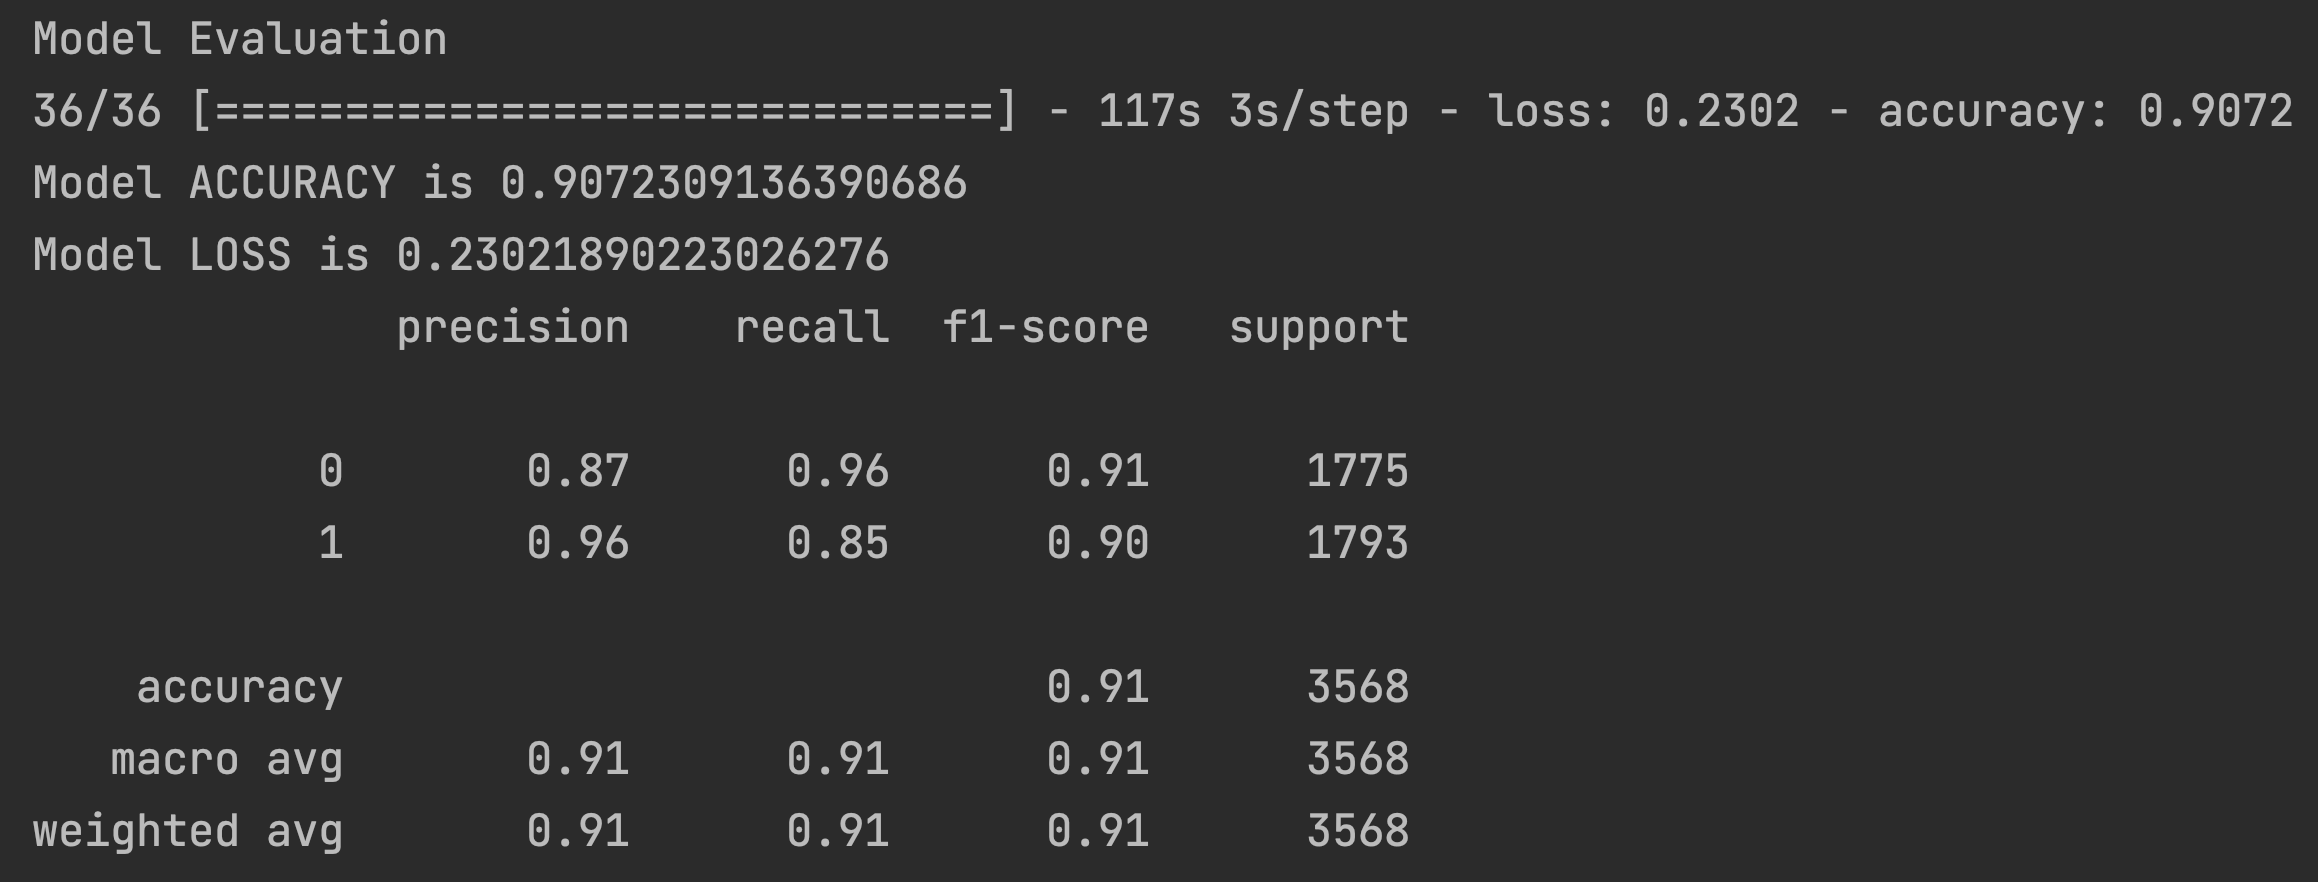 Model Evaluation
36/36 [==============================] - 117s 3s/step - loss: 0.2302 - accuracy: 0.9072
Model ACCURACY is 0.9072309136390686
Model LOSS is 0.23021890223026276
              precision    recall  f1-score   support

           0       0.87      0.96      0.91      1775
           1       0.96      0.85      0.90      1793

    accuracy                           0.91      3568
   macro avg       0.91      0.91      0.91      3568
weighted avg       0.91      0.91      0.91      3568